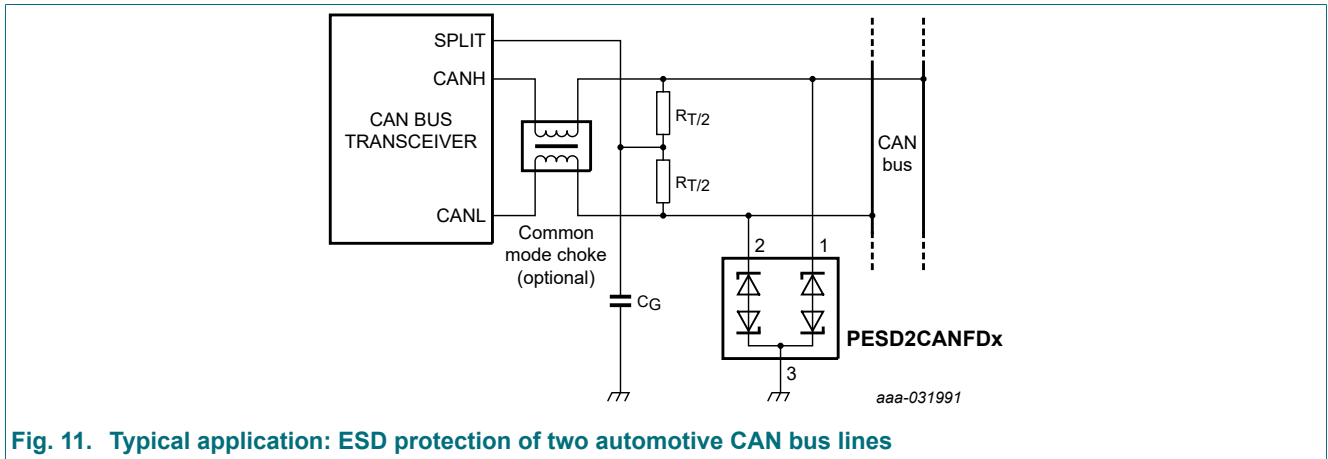 SPLIT
CANH
CAN BUS
TRANSCEIVER
CANL
Common
mode choke
(optional)
RT/2
RT/2
CG
CAN
bus
2
1
3
PESD2CANFDx
aaa-031991
Fig. 11. Typical application: ESD protection of two automotive CAN bus lines